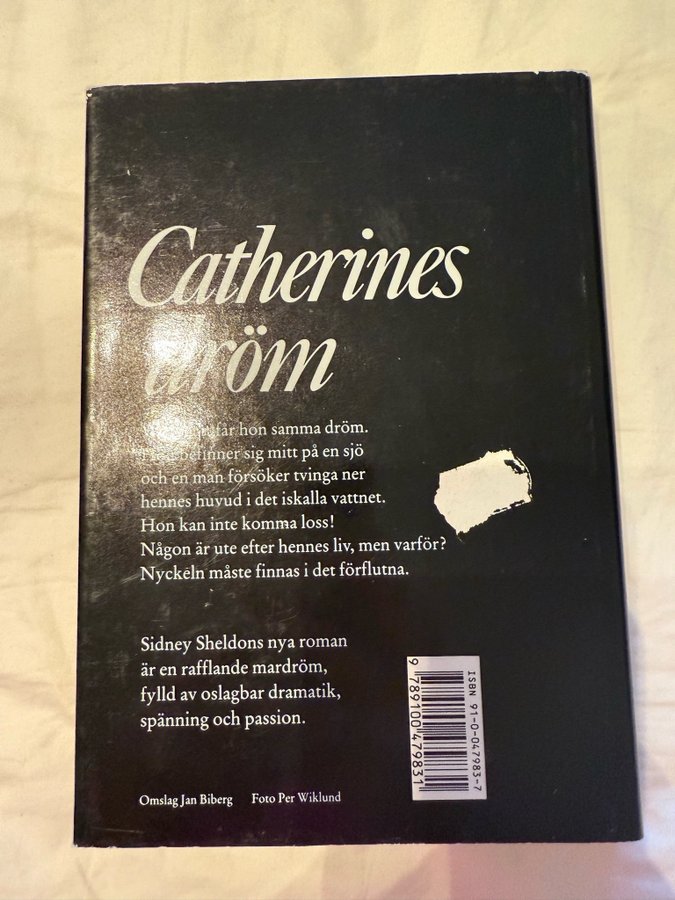 Catherines
dröm
får hon samma dröm.
befinner sig mitt på en sjö
och en man försöker tvinga ner
hennes huvud i det iskalla vattnet.
Hon kan inte komma loss!
Någon är ute efter hennes liv, men varför?
Nyckeln måste finnas i det förflutna.
Sidney Sheldons nya roman
är en rafflande mardröm,
fylld av oslagbar dramatik,
spänning och passion.
ISBN 91-0-047983-7
9 789100 479831
Omslag Jan Biberg Foto Per Wiklund